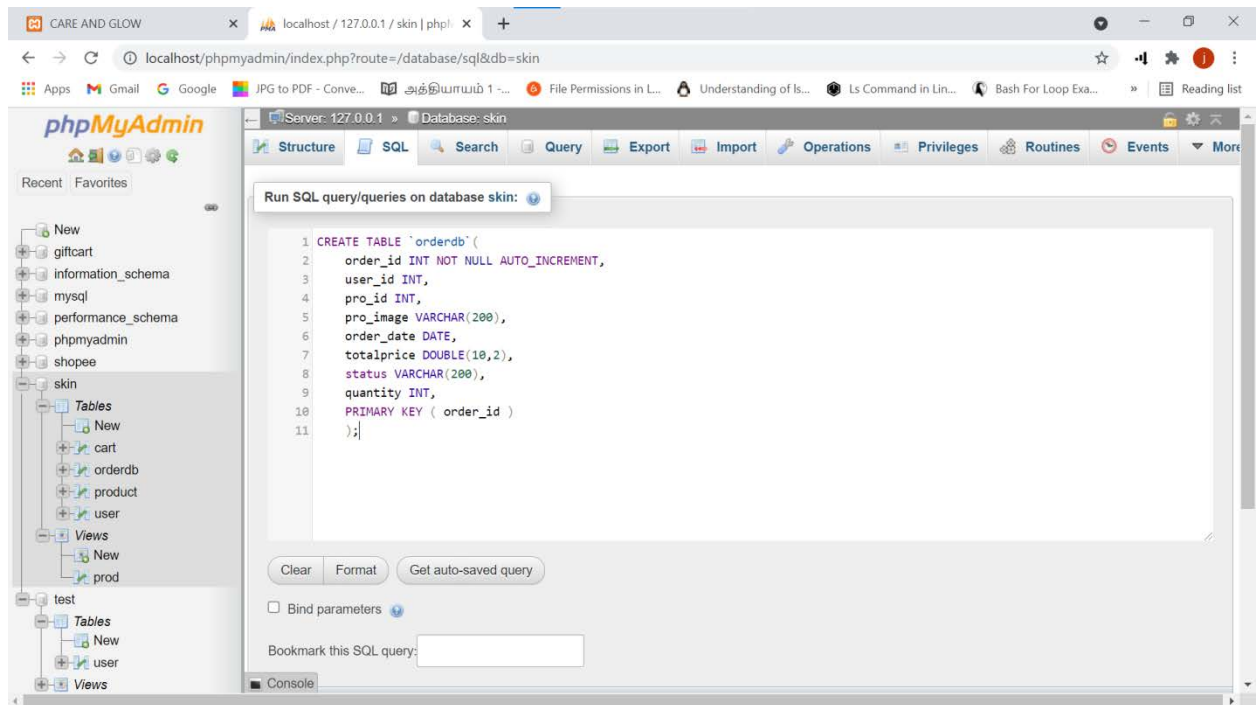 CARE AND GLOW
localhost / 127.0.0.1 / skin | php
localhost/phpmyadmin/index.php?route=/database/sql&db=skin
Apps Gmail Google JPG to PDF - Conve... அத்தியாயம் 1 -... File Permissions in L... Understanding of ls... Ls Command in Lin... Bash For Loop Exa... » Reading list
phpMyAdmin
Recent Favorites
New
giftcart
information_schema
mysql
performance_schema
phpmyadmin
shopee
skin
Tables
New
cart
orderdb
product
user
Views
New
prod
test
Tables
New
user
Views
Server: 127.0.0.1 » Database: skin
Structure SQL Search Query Export Import Operations Privileges Routines Events More
Run SQL query/queries on database skin:
1 CREATE TABLE `orderdb`(
2 order_id INT NOT NULL AUTO_INCREMENT,
3 user_id INT,
4 pro_id INT,
5 pro_image VARCHAR(200),
6 order_date DATE,
7 totalprice DOUBLE(10,2),
8 status VARCHAR(200),
9 quantity INT,
10 PRIMARY KEY ( order_id )
11 );
Clear Format Get auto-saved query
Bind parameters
Bookmark this SQL query:
Console